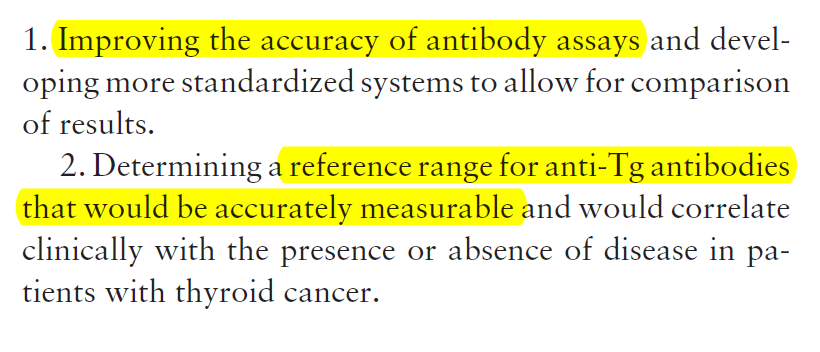 1. Improving the accuracy of antibody assays and devel-
oping more standardized systems to allow for comparison
of results.
2. Determining a reference range for anti-Tg antibodies
that would be accurately measurable and would correlate
clinically with the presence or absence of disease in pa-
tients with thyroid cancer.